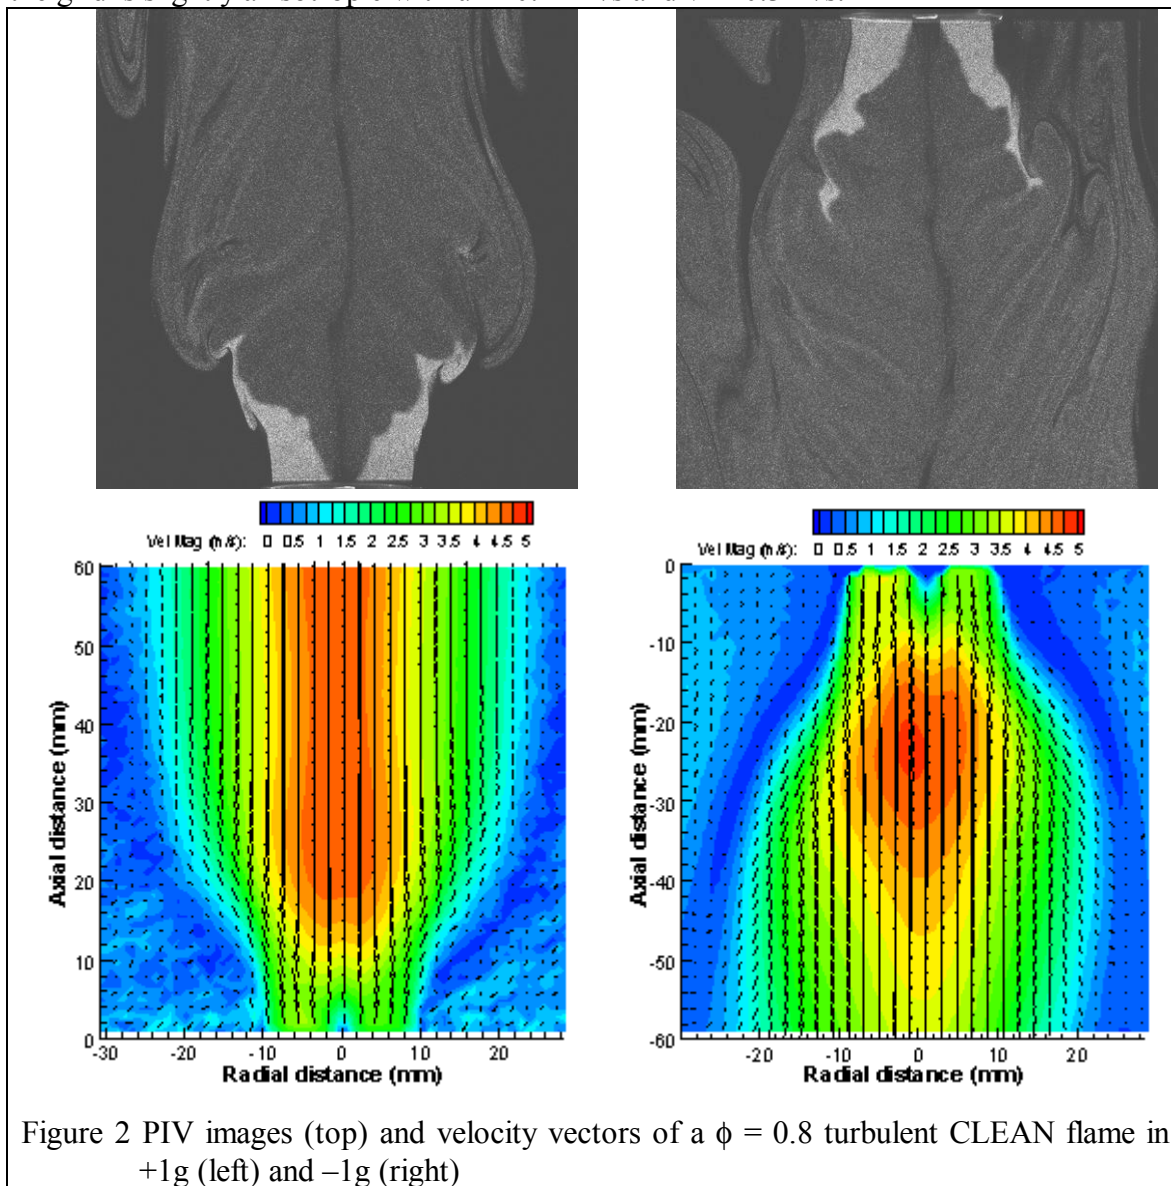 Vel Mag (m/s): 0 0.5 1 1.5 2 2.5 3 3.5 4 4.5 5
Vel Mag (m/s): 0 0.5 1 1.5 2 2.5 3 3.5 4 4.5 5
60
50
40
30
20
10
0
Axial distance (mm)
-30 -20 -10 0 10 20
Radial distance (mm)
0
-10
-20
-30
-40
-50
-60
Axial distance (mm)
-20 -10 0 10 20
Radial distance (mm)
Figure 2 PIV images (top) and velocity vectors of a ϕ = 0.8 turbulent CLEAN flame in
+1g (left) and –1g (right)